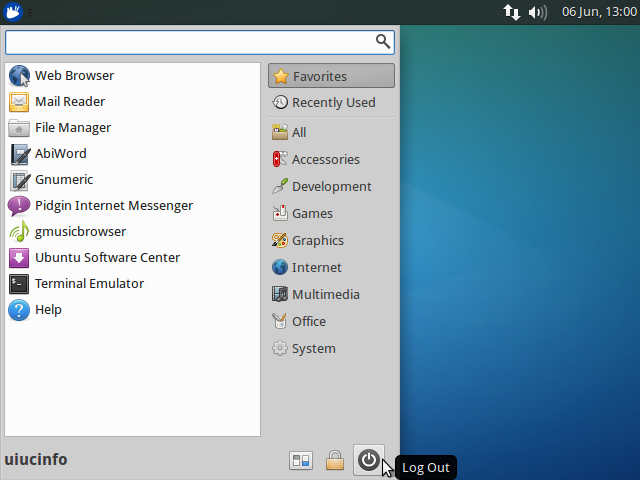 06 Jun, 13:00
Web Browser
Mail Reader
File Manager
AbiWord
Gnumeric
Pidgin Internet Messenger
gmusicbrowser
Ubuntu Software Center
Terminal Emulator
Help
Favorites
Recently Used
All
Accessories
Development
Games
Graphics
Internet
Multimedia
Office
System
uiucinfo
Log Out